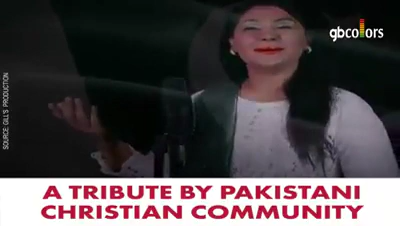 gbcolors
SOURCE: GILL'S PRODUCTION
A TRIBUTE BY PAKISTANI
CHRISTIAN COMMUNITY